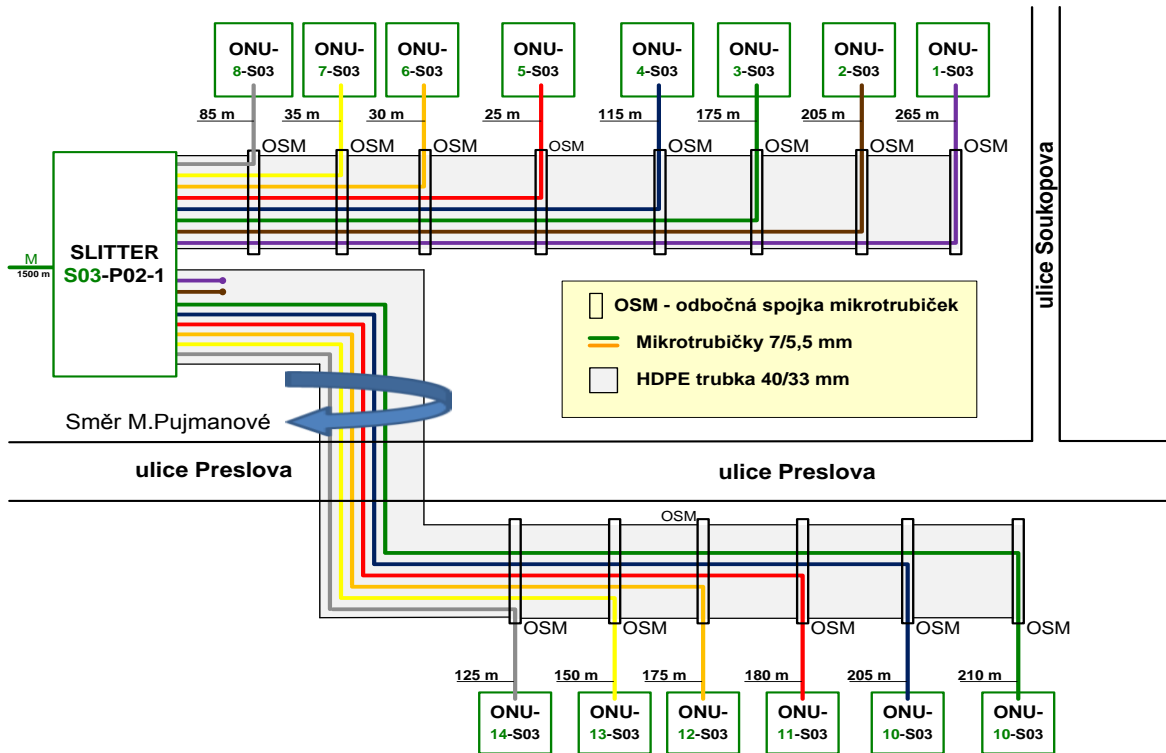 ONU-
8-S03
ONU-
7-S03
ONU-
6-S03
ONU-
5-S03
ONU-
4-S03
ONU-
3-S03
ONU-
2-S03
ONU-
1-S03
85 m
35 m
30 m
25 m
115 m
175 m
205 m
265 m
OSM
OSM
OSM
OSM
OSM
OSM
OSM
OSM
SLITTER
S03-P02-1
M
1500 m
ulice Soukopova
OSM - odbočná spojka mikrotrubiček
Mikrotrubičky 7/5,5 mm
HDPE trubka 40/33 mm
Směr M.Pujmanové
ulice Preslova
ulice Preslova
OSM
OSM
OSM
OSM
OSM
OSM
125 m
150 m
175 m
180 m
205 m
210 m
ONU-
14-S03
ONU-
13-S03
ONU-
12-S03
ONU-
11-S03
ONU-
10-S03
ONU-
10-S03